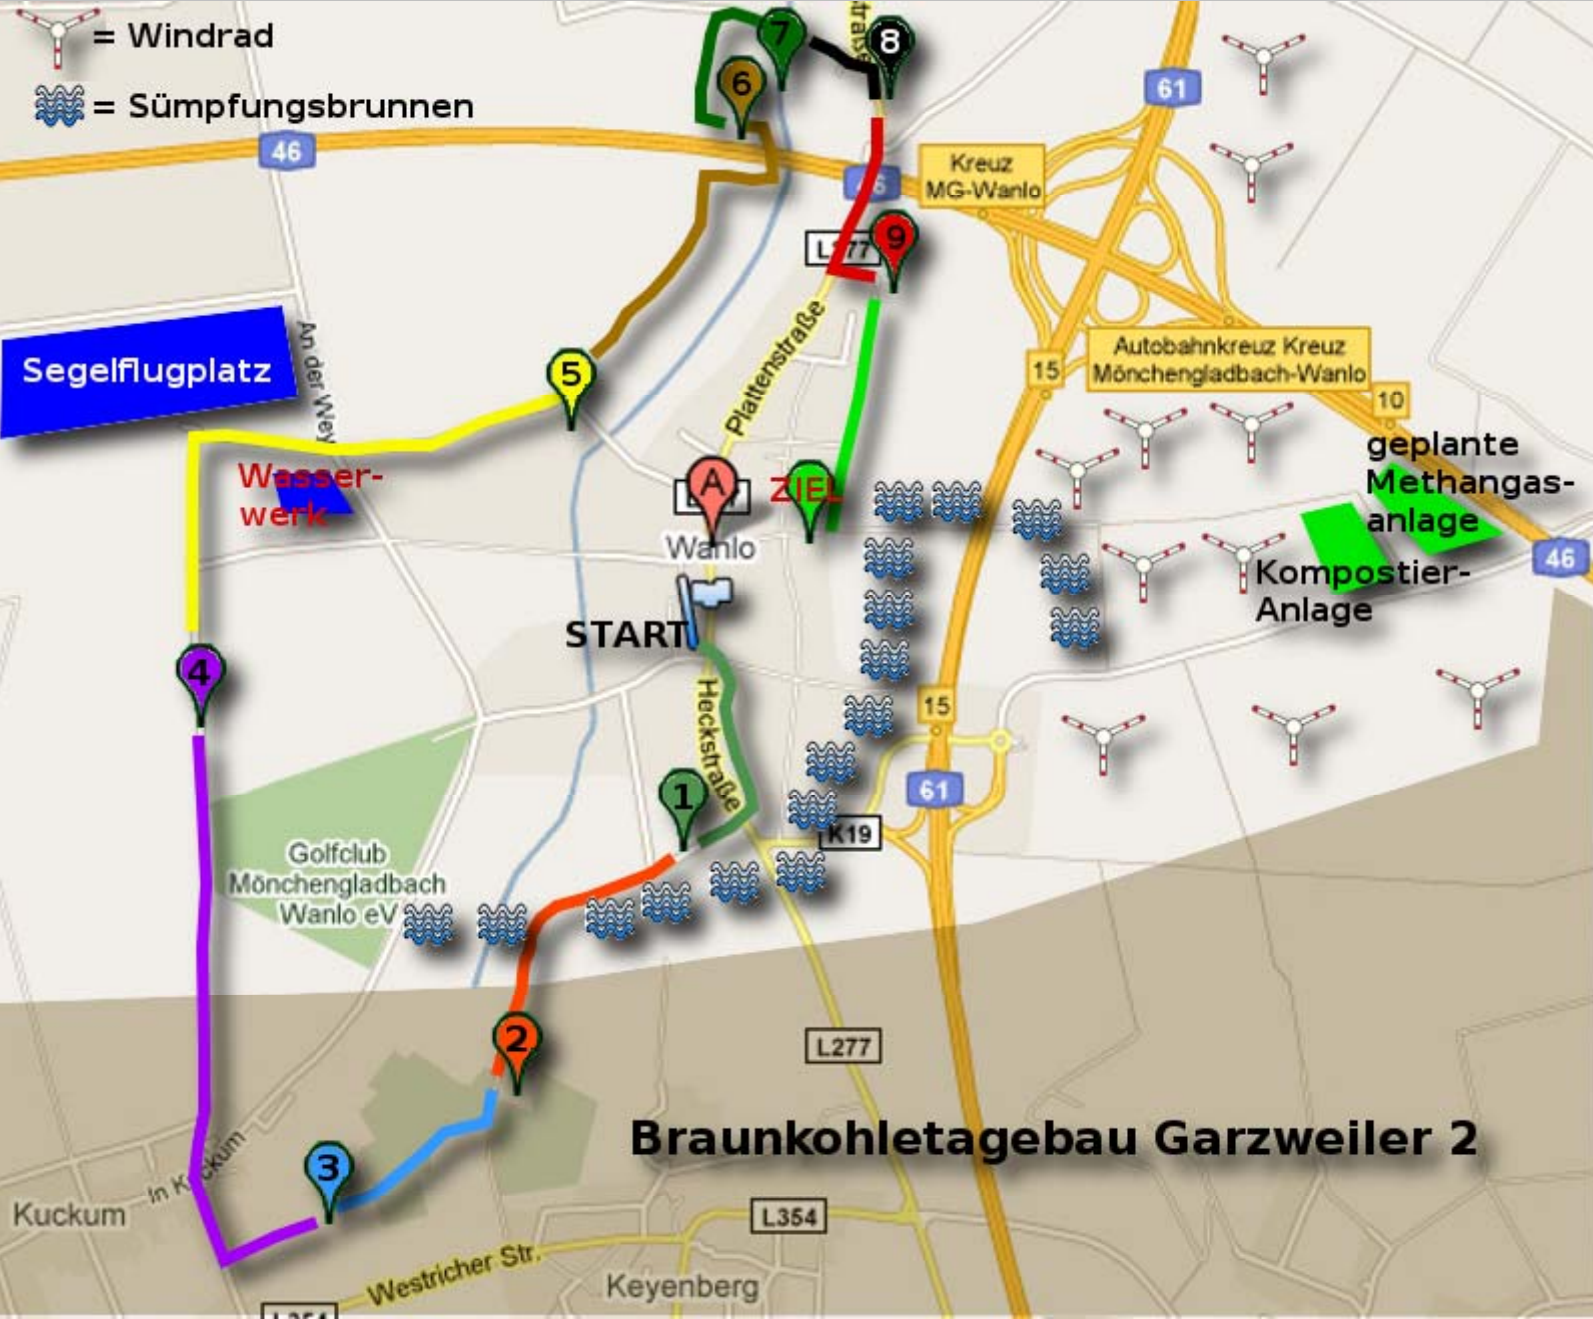 = Windrad
= Sümpfungsbrunnen
46
7
8
6
straße
61
46
Kreuz
MG-Wanlo
L277
9
Plattenstraße
Segelflugplatz
An der Wey
5
15
Autobahnkreuz Kreuz
Mönchengladbach-Wanlo
10
geplante
Methangas-
anlage
Wasser-
werk
A
ZIEL
Wanlo
46
Kompostier-
Anlage
START
4
Heckstraße
15
1
61
K19
Golfclub
Mönchengladbach
Wanlo eV
2
L277
Braunkohletagebau Garzweiler 2
3
In Kuckum
Kuckum
L354
Westricher Str.
Keyenberg
L354